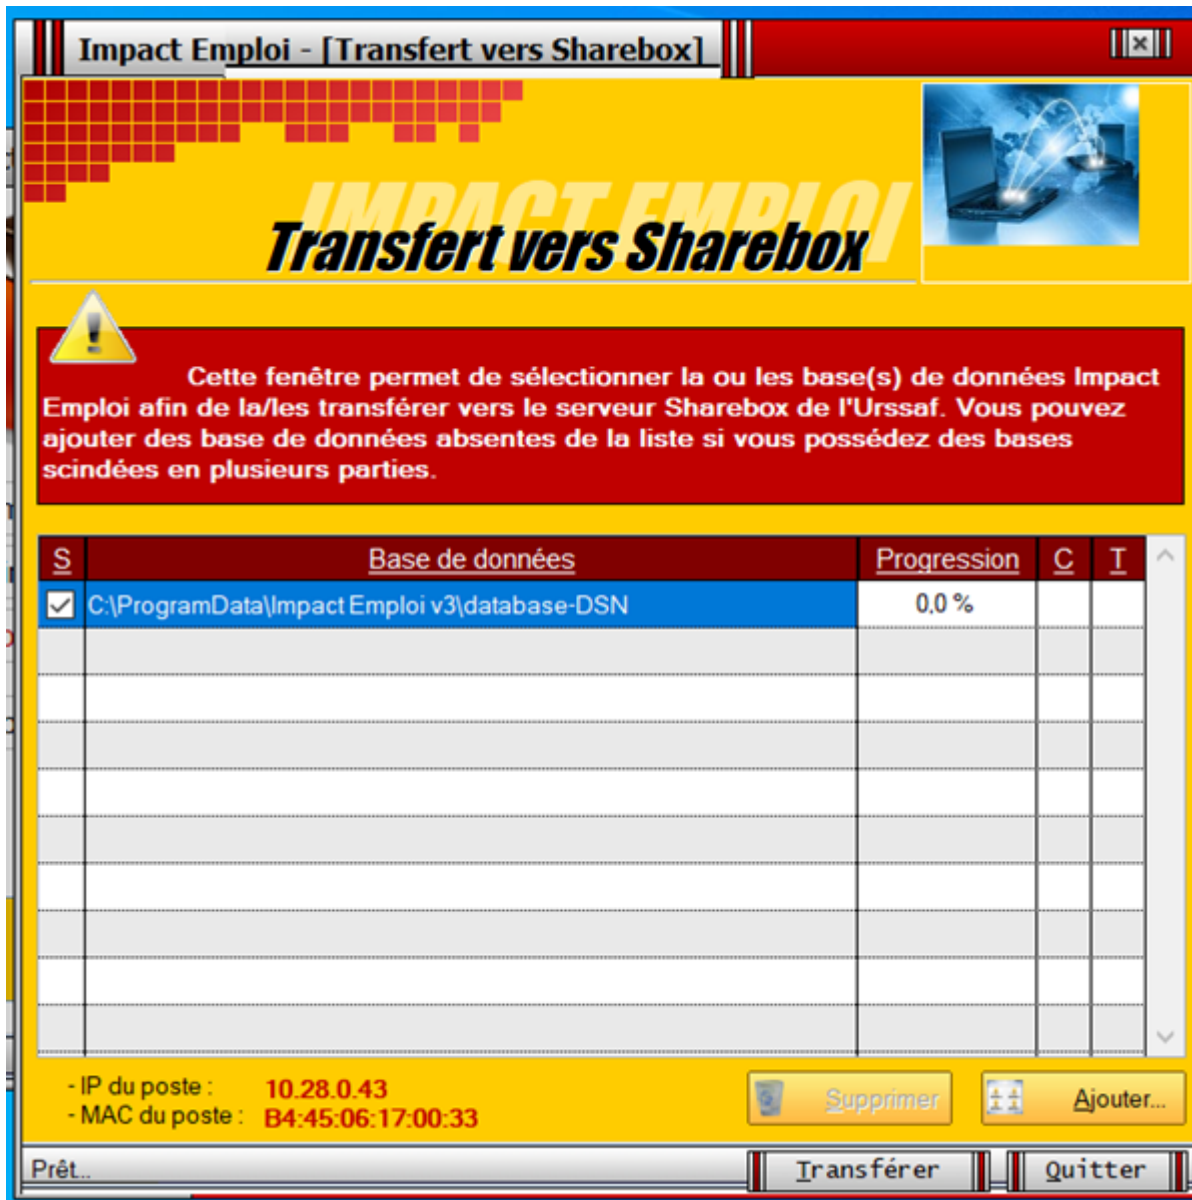 Impact Emploi - [Transfert vers Sharebox]
IMPACT EMPLOI
Transfert vers Sharebox
Cette fenêtre permet de sélectionner la ou les base(s) de données Impact
Emploi afin de la/les transférer vers le serveur Sharebox de l'Urssaf. Vous pouvez
ajouter des base de données absentes de la liste si vous possédez des bases
scindées en plusieurs parties.
S Base de données Progression C T
C:\ProgramData\Impact Emploi v3\database-DSN 0,0 %
- IP du poste : 10.28.0.43
- MAC du poste : B4:45:06:17:00:33
Supprimer Ajouter...
Prêt... Transférer Quitter